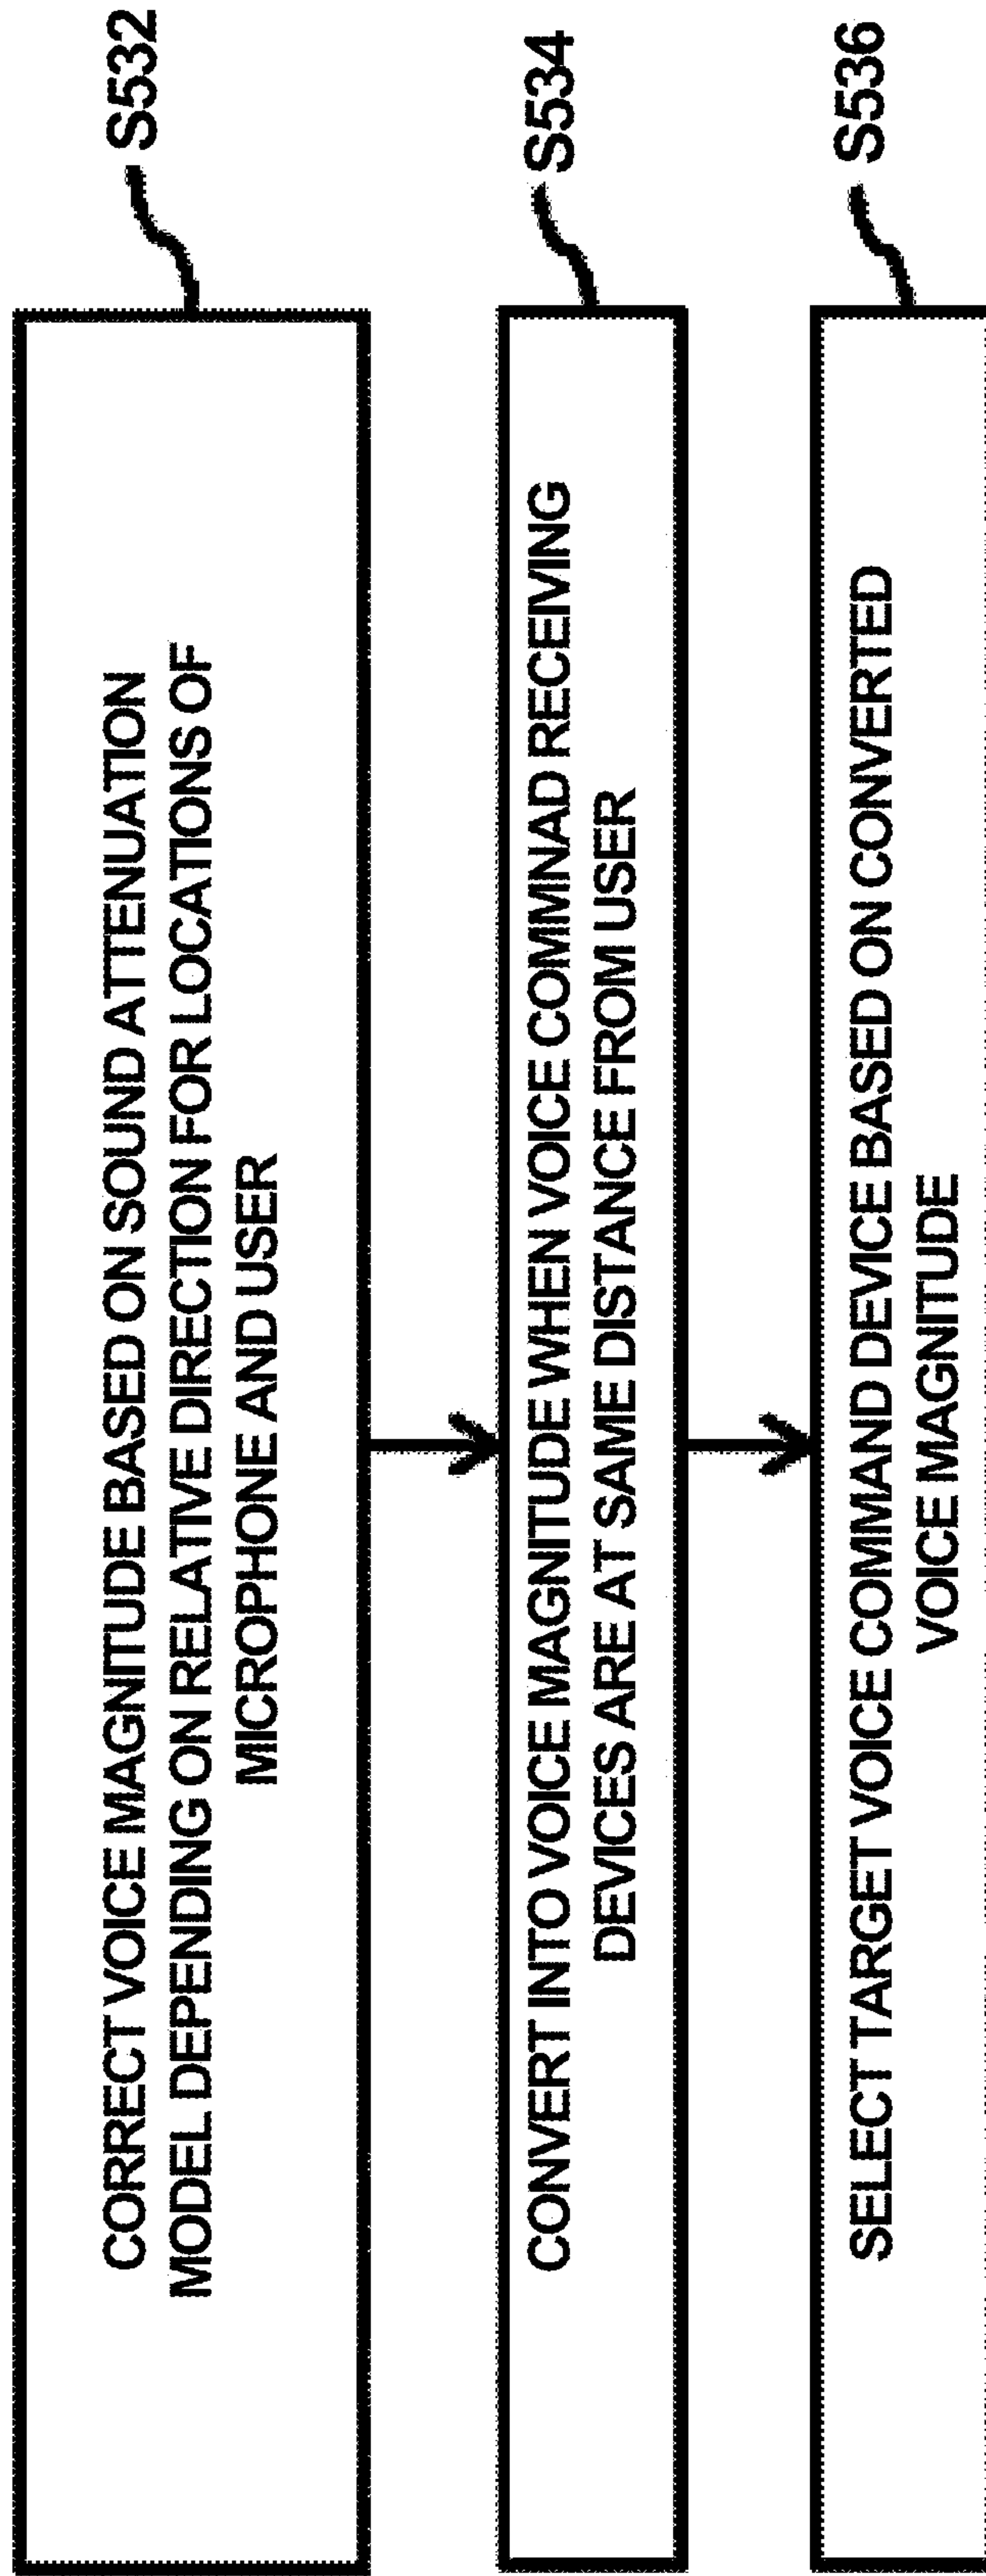 CORRECT VOICE MAGNITUDE BASED ON SOUND ATTENUATION
MODEL DEPENDING ON RELATIVE DIRECTION FOR LOCATIONS OF
MICROPHONE AND USER
S532
CONVERT INTO VOICE MAGNITUDE WHEN VOICE COMMNAD RECEIVING
DEVICES ARE AT SAME DISTANCE FROM USER
S534
SELECT TARGET VOICE COMMAND DEVICE BASED ON CONVERTED
VOICE MAGNITUDE
S536